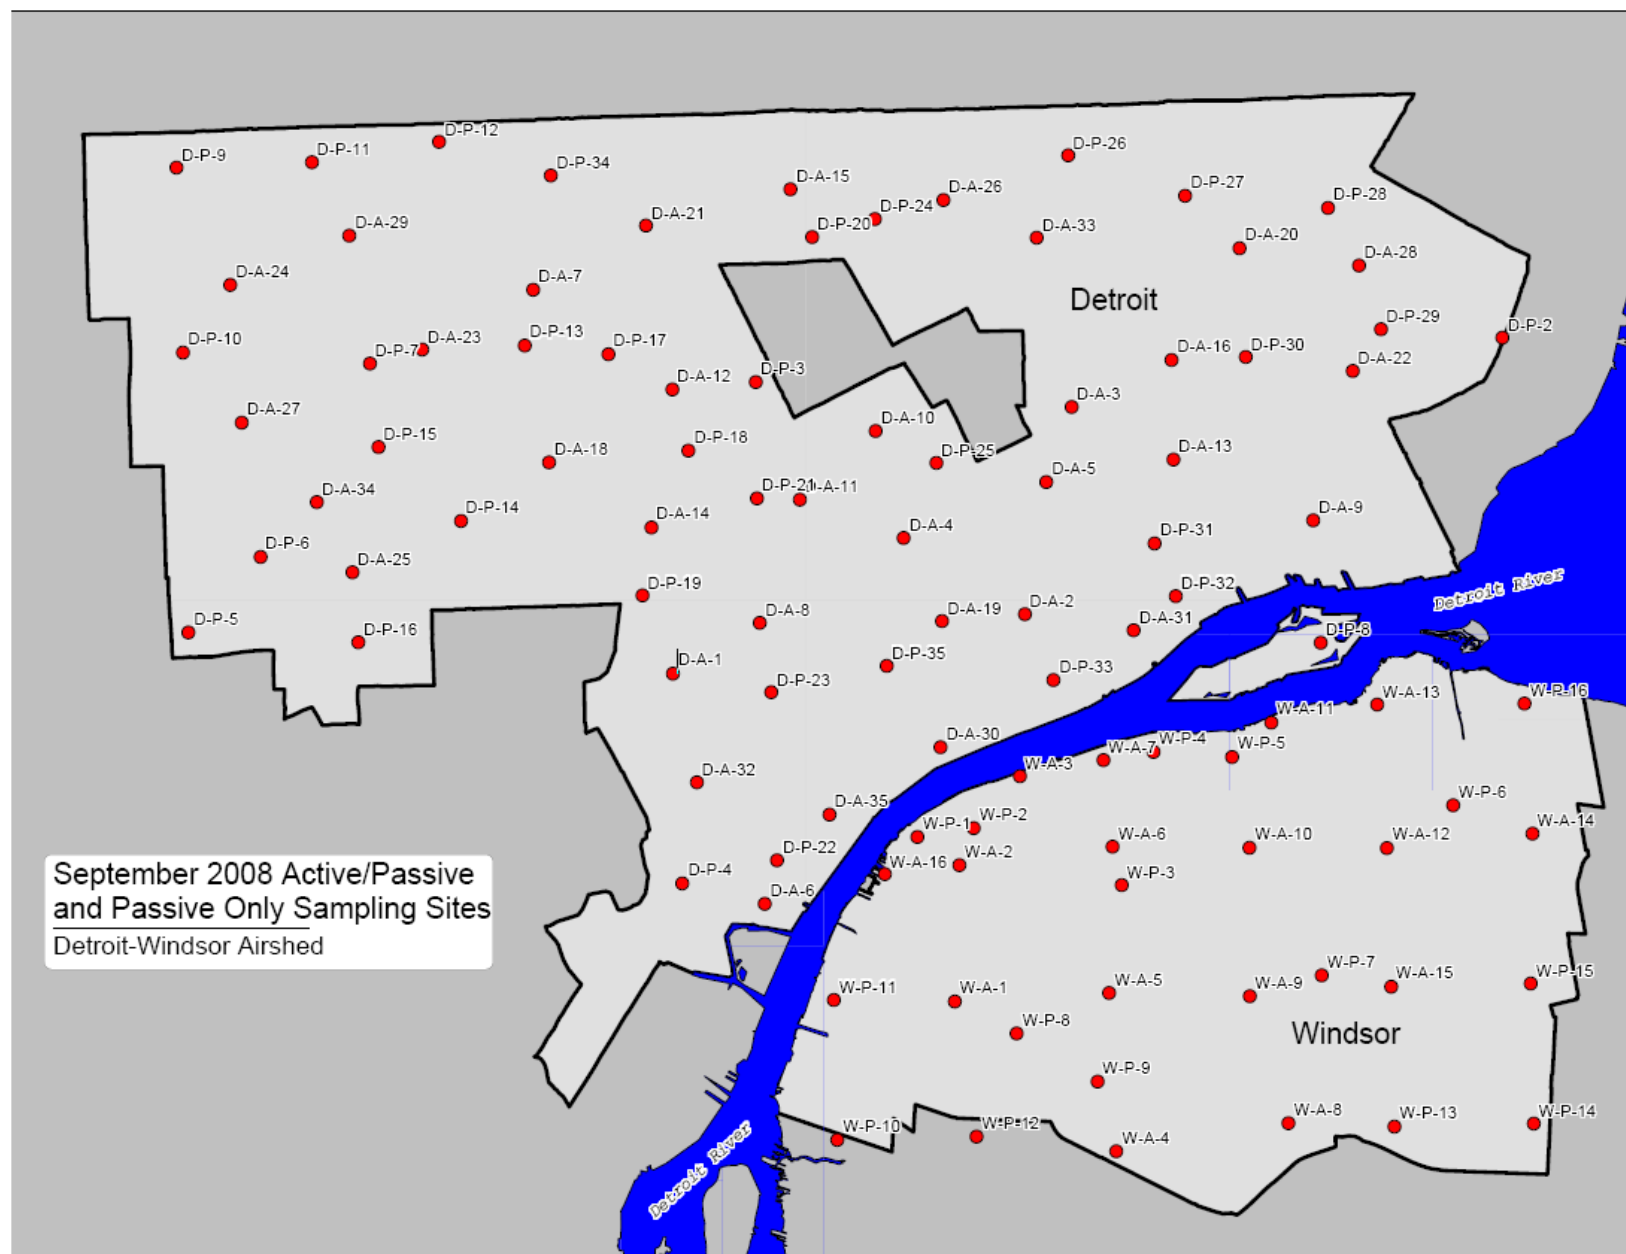 D-P-12
D-P-26
D-P-11
D-P-9
D-P-34
D-A-15
D-A-26
D-P-27
D-P-28
D-P-24
D-A-21
D-P-20
D-A-29
D-A-33
D-A-20
D-A-28
D-A-24
D-A-7
Detroit
D-P-29
D-P-2
D-P-13
D-A-23
D-P-10
D-P-17
D-P-7
D-A-16
D-P-30
D-A-22
D-P-3
D-A-12
D-A-3
D-A-27
D-A-10
D-P-15
D-P-18
D-A-18
D-P-25
D-A-13
D-A-5
D-P-21
D-A-11
D-A-34
D-P-14
D-A-14
D-A-9
D-A-4
D-P-31
D-P-6
D-A-25
D-P-19
D-P-32
Detroit River
D-A-8
D-A-19
D-A-2
D-A-31
D-P-5
D-P-16
D-P-8
D-A-1
D-P-35
D-P-33
D-P-23
W-A-13
W-P-16
W-A-11
D-A-30
W-A-7
W-P-4
W-P-5
W-A-3
D-A-32
W-P-6
D-A-35
W-P-1
W-P-2
W-A-6
W-A-10
W-A-12
W-A-14
D-P-22
W-A-2
W-A-16
D-P-4
W-P-3
D-A-6
September 2008 Active/Passive
and Passive Only Sampling Sites
Detroit-Windsor Airshed
W-P-11
W-A-1
W-A-5
W-A-9
W-P-7
W-A-15
W-P-15
W-P-8
Windsor
W-P-9
W-P-10
W-P-12
W-A-4
W-A-8
W-P-13
W-P-14
Detroit River